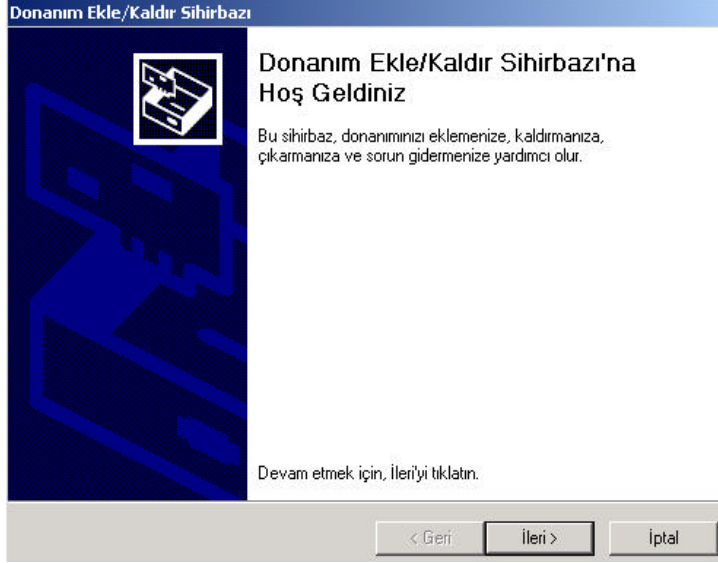 Donanım Ekle/Kaldır Sihirbazı
Donanım Ekle/Kaldır Sihirbazı'na
Hoş Geldiniz
Bu sihirbaz, donanımınızı eklemenize, kaldırmanıza,
çıkarmanıza ve sorun gidermenize yardımcı olur.
Devam etmek için, İleri'yi tıklatın.
< Geri İleri > İptal